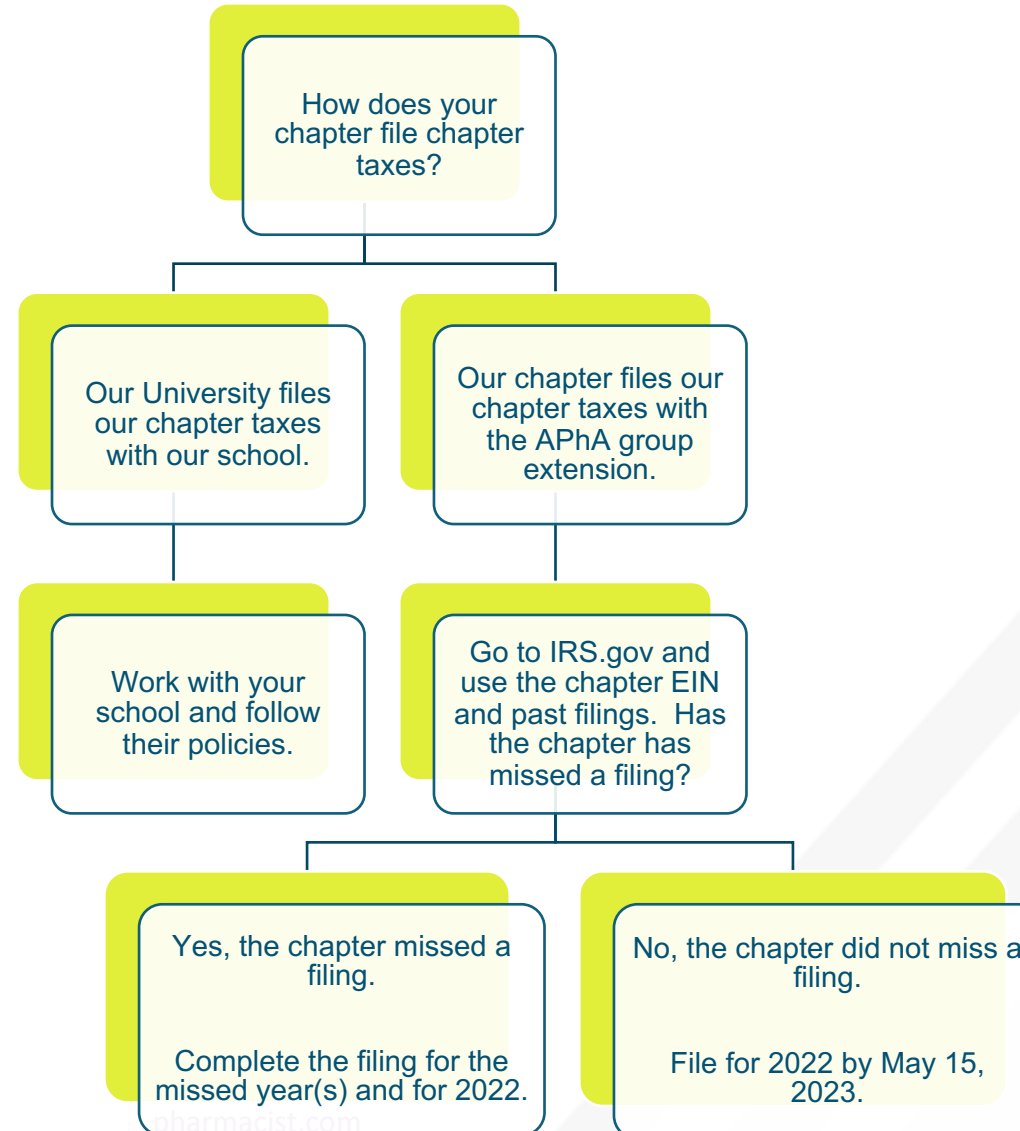 How does your
chapter file chapter
taxes?
Our University files
our chapter taxes
with our school.
Our chapter files our
chapter taxes with
the APhA group
extension.
Work with your
school and follow
their policies.
Go to IRS.gov and
use the chapter EIN
and past filings.  Has
the chapter has
missed a filing?
Yes, the chapter missed a
filing.
Complete the filing for the
missed year(s) and for 2022.
No, the chapter did not miss a
filing.
File for 2022 by May 15,
2023.
pharmacist.com